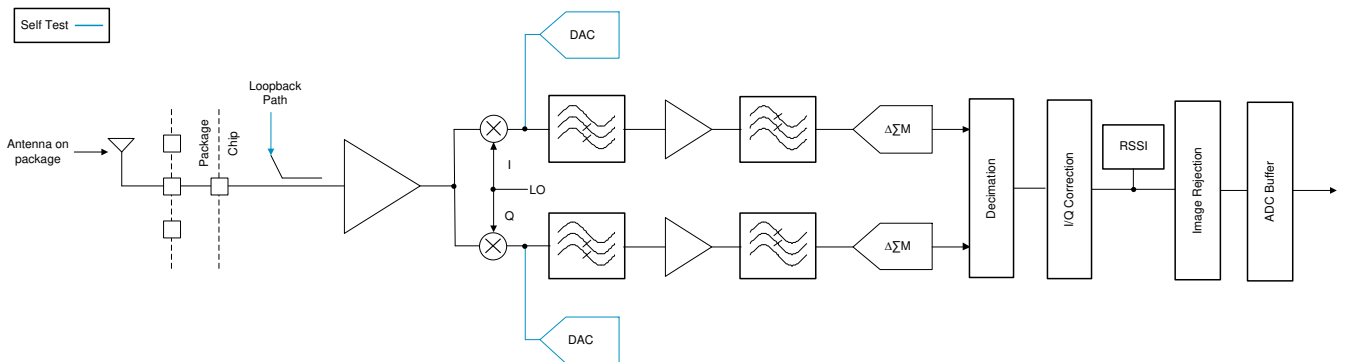 Self Test
DAC
Loopback
Path
Antenna on
package
Package
Chip
I
LO
Q
ΔΣM
ΔΣM
Decimation
I/Q Correction
RSSI
Image Rejection
ADC Buffer
DAC